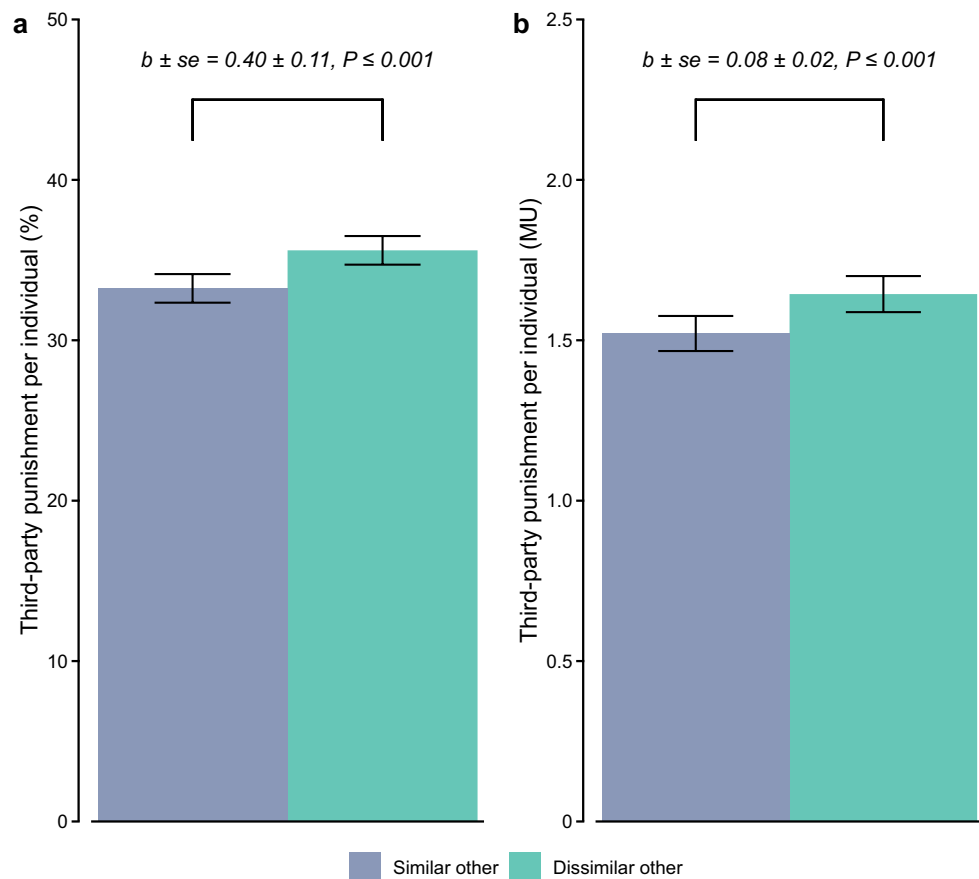 a
b ± se = 0.40 ± 0.11, P ≤ 0.001
Third-party punishment per individual (%)
50
40
30
20
10
0
b
b ± se = 0.08 ± 0.02, P ≤ 0.001
Third-party punishment per individual (MU)
2.5
2.0
1.5
1.0
0.5
0.0
Similar other
Dissimilar other